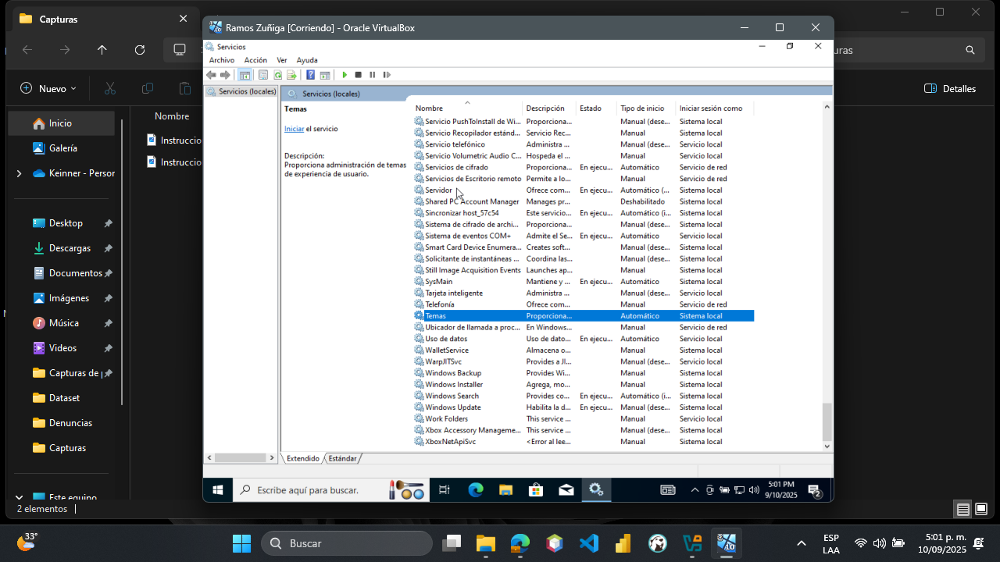 Capturas
Ramos Zuñiga [Corriendo] - Oracle VirtualBox
uras
Nuevo
Detalles
Inicio
Galería
Keinner - Persor
Desktop
Descargas
Documentos
Imágenes
Música
Videos
Capturas de
Dataset
Denuncias
Capturas
Este equipo
Nombre
Instruccio
Instruccio
2 elementos
Servicios
Archivo Acción Ver Ayuda
Servicios (locales)
Servicios (locales)
Temas
Iniciar el servicio
Descripción:
Proporciona administración de temas
de experiencia de usuario.
Nombre Descripción Estado Tipo de inicio Iniciar sesión como
Servicio PushToInstall de Wi... Proporciona... Manual (dese... Sistema local
Servicio Recopilador estánd... Servicio Rec... Manual Sistema local
Servicio telefónico Administra ... Manual (dese... Servicio local
Servicio Volumetric Audio C... Hospeda el ... Manual Servicio local
Servicios de cifrado Proporciona... En ejecu... Automático Servicio de red
Servicios de Escritorio remoto Permite a lo... Manual Servicio de red
Servidor Ofrece com... En ejecu... Automático (... Sistema local
Shared PC Account Manager Manages pr... Deshabilitado Sistema local
Sincronizar host_57c54 Este servicio... En ejecu... Automático (i... Sistema local
Sistema de cifrado de archi... Proporciona... Manual (dese... Sistema local
Sistema de eventos COM+ Admite el Se... En ejecu... Automático Servicio local
Smart Card Device Enumera... Creates soft... Manual (dese... Sistema local
Solicitante de instantáneas ... Coordina las... Manual (dese... Sistema local
Still Image Acquisition Events Launches ap... Manual Sistema local
SysMain Mantiene y ... En ejecu... Automático Sistema local
Tarjeta inteligente Administra ... Manual (dese... Servicio local
Telefonía Ofrece com... Manual Servicio de red
Temas Proporciona... Automático Sistema local
Ubicador de llamada a proc... En Windows... Manual Servicio de red
Uso de datos Uso de dato... En ejecu... Automático Servicio local
WalletService Almacena o... Manual Sistema local
WarpJITSvc Provides a JI... Manual (dese... Servicio local
Windows Backup Provides Wi... Manual Sistema local
Windows Installer Agrega, mo... Manual Sistema local
Windows Search Provides co... En ejecu... Automático (i... Sistema local
Windows Update Habilita la d... En ejecu... Manual (dese... Sistema local
Work Folders This service ... Manual Servicio local
Xbox Accessory Manageme... This service ... Manual (dese... Sistema local
XboxNetApiSvc <Error al lee... Manual Sistema local
Extendido Estándar
Escribe aquí para buscar.
5:01 PM
9/10/2025
2
33°
Buscar
10
ESP
LAA
5:01 p. m.
10/09/2025